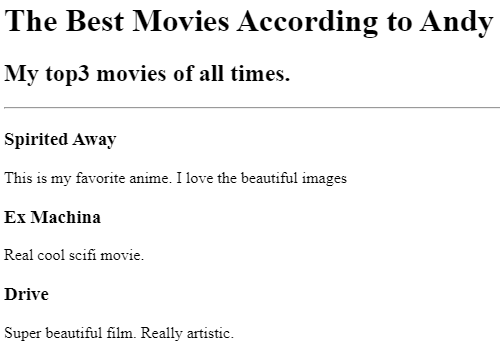 The Best Movies According to Andy
My top3 movies of all times.
Spirited Away
This is my favorite anime. I love the beautiful images
Ex Machina
Real cool scifi movie.
Drive
Super beautiful film. Really artistic.